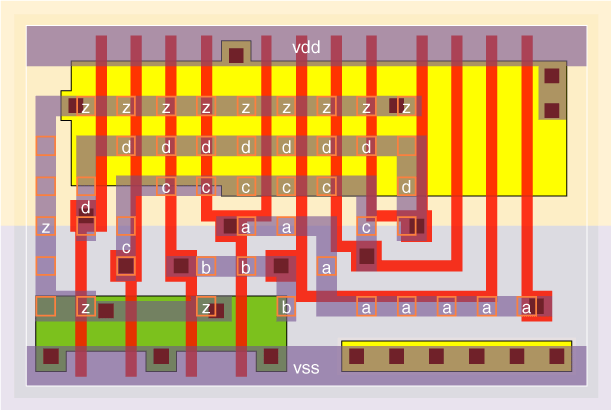 vdd
z z z z z z z z z
d d d d d d d
c c c c c d
d
z a a c
c
b b a
z z b a a a a a
vss